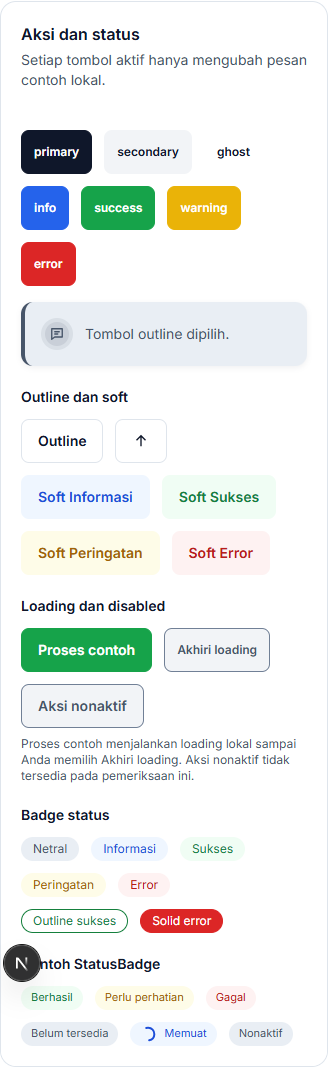 Aksi dan status
Setiap tombol aktif hanya mengubah pesan
contoh lokal.
primary secondary ghost
info success warning
error
Tombol outline dipilih.
Outline dan soft
Outline ↑
Soft Informasi Soft Sukses
Soft Peringatan Soft Error
Loading dan disabled
Proses contoh Akhiri loading
Aksi nonaktif
Proses contoh menjalankan loading lokal sampai
Anda memilih Akhiri loading. Aksi nonaktif tidak
tersedia pada pemeriksaan ini.
Badge status
Netral Informasi Sukses
Peringatan Error
Outline sukses Solid error
N ntoh StatusBadge
Berhasil Perlu perhatian Gagal
Belum tersedia Memuat Nonaktif